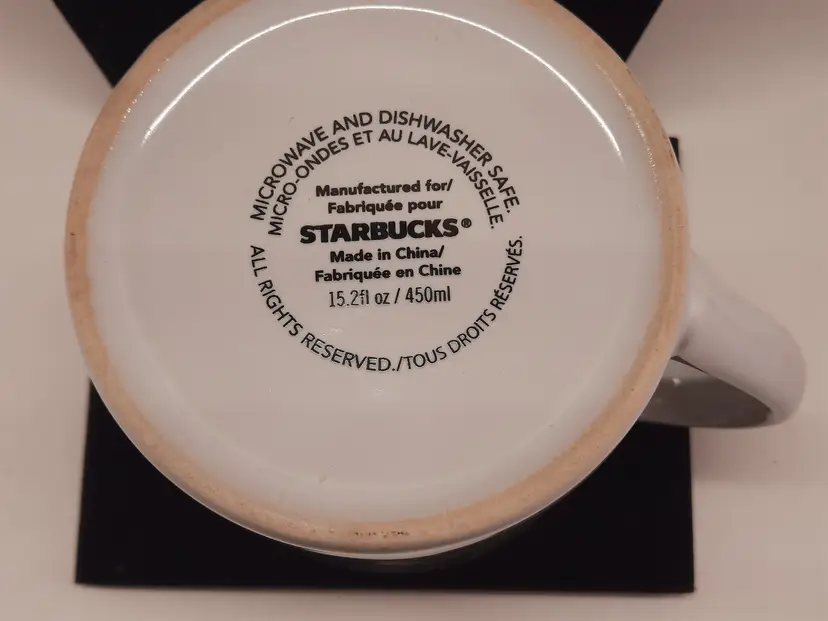 MICROWAVE AND DISHWASHER SAFE.
MICRO-ONDES ET AU LAVE-VAISSELLE.
Manufactured for/
Fabriquée pour
STARBUCKS®
Made in China/
Fabriquée en Chine
15.2fl oz / 450ml
ALL RIGHTS RESERVED./TOUS DROITS RÉSERVÉS.